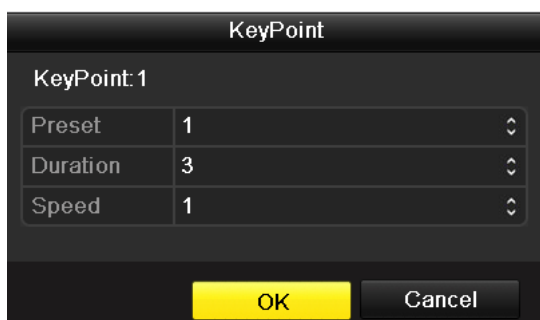 KeyPoint
KeyPoint:1
Preset 1
Duration 3
Speed 1
OK Cancel